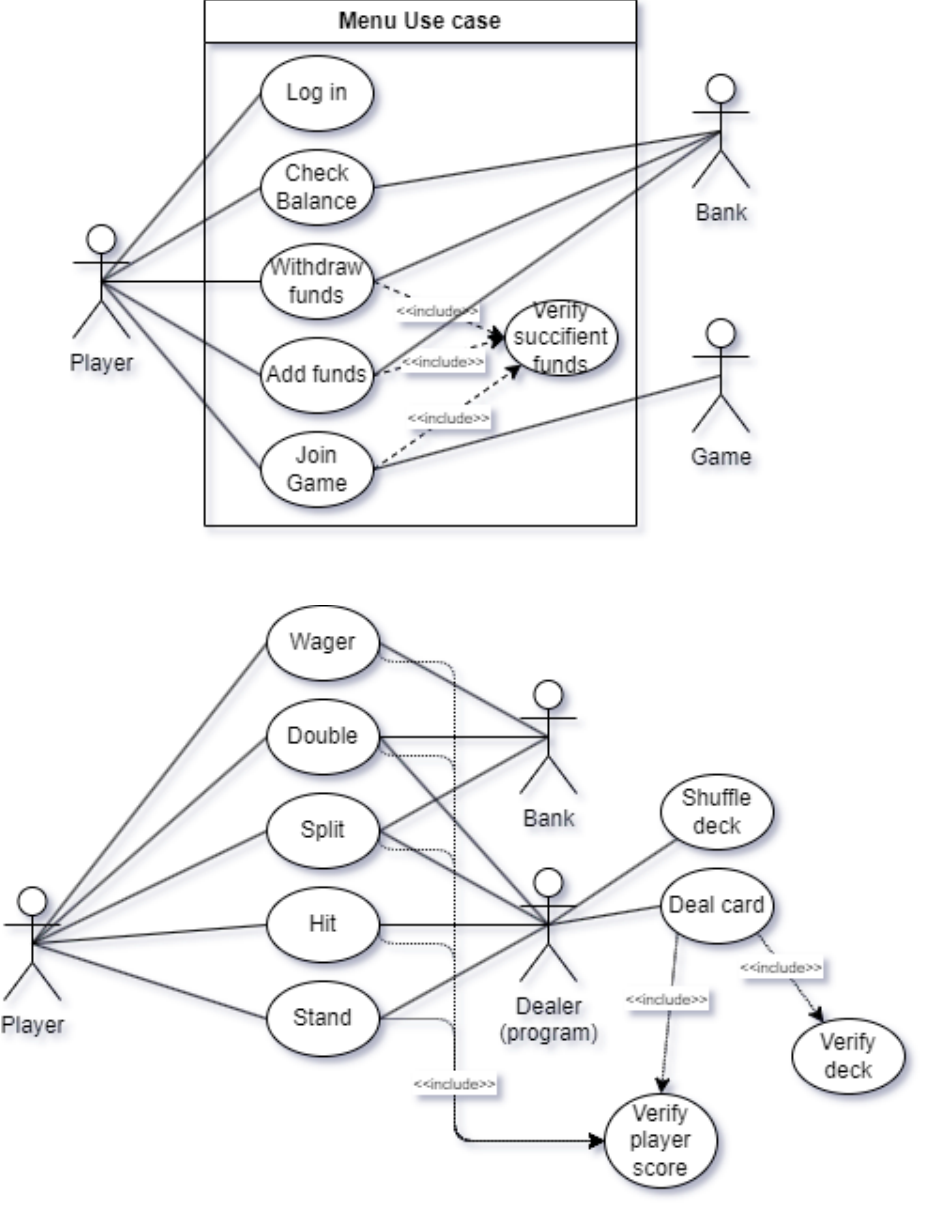 Menu Use case
Log in
Check
Balance
Bank
Withdraw
funds
Player
<<include>>
Verify
succifient
funds
Add funds
<<include>>
<<include>>
Join
Game
Game
Wager
Double
Bank
Split
Shuffle
deck
Hit
Deal card
Player
Stand
Dealer
(program)
<<include>>
<<include>>
Verify
deck
<<include>>
Verify
player
score